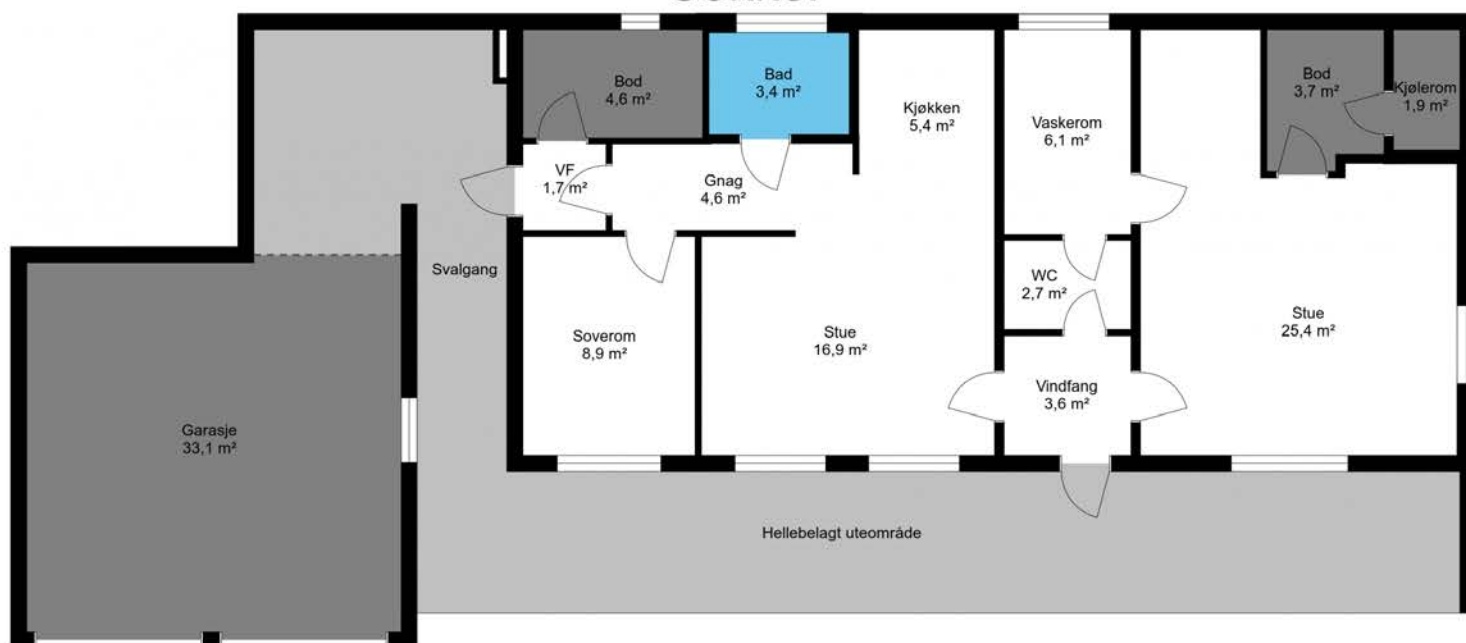 Bod
4,6 m²
Bad
3,4 m²
Kjøkken
5,4 m²
Vaskerom
6,1 m²
Bod
3,7 m²
Kjølerom
1,9 m²
VF
1,7 m²
Gnag
4,6 m²
Svalgang
WC
2,7 m²
Soverom
8,9 m²
Stue
16,9 m²
Stue
25,4 m²
Vindfang
3,6 m²
Garasje
33,1 m²
Hellebelagt uteområde